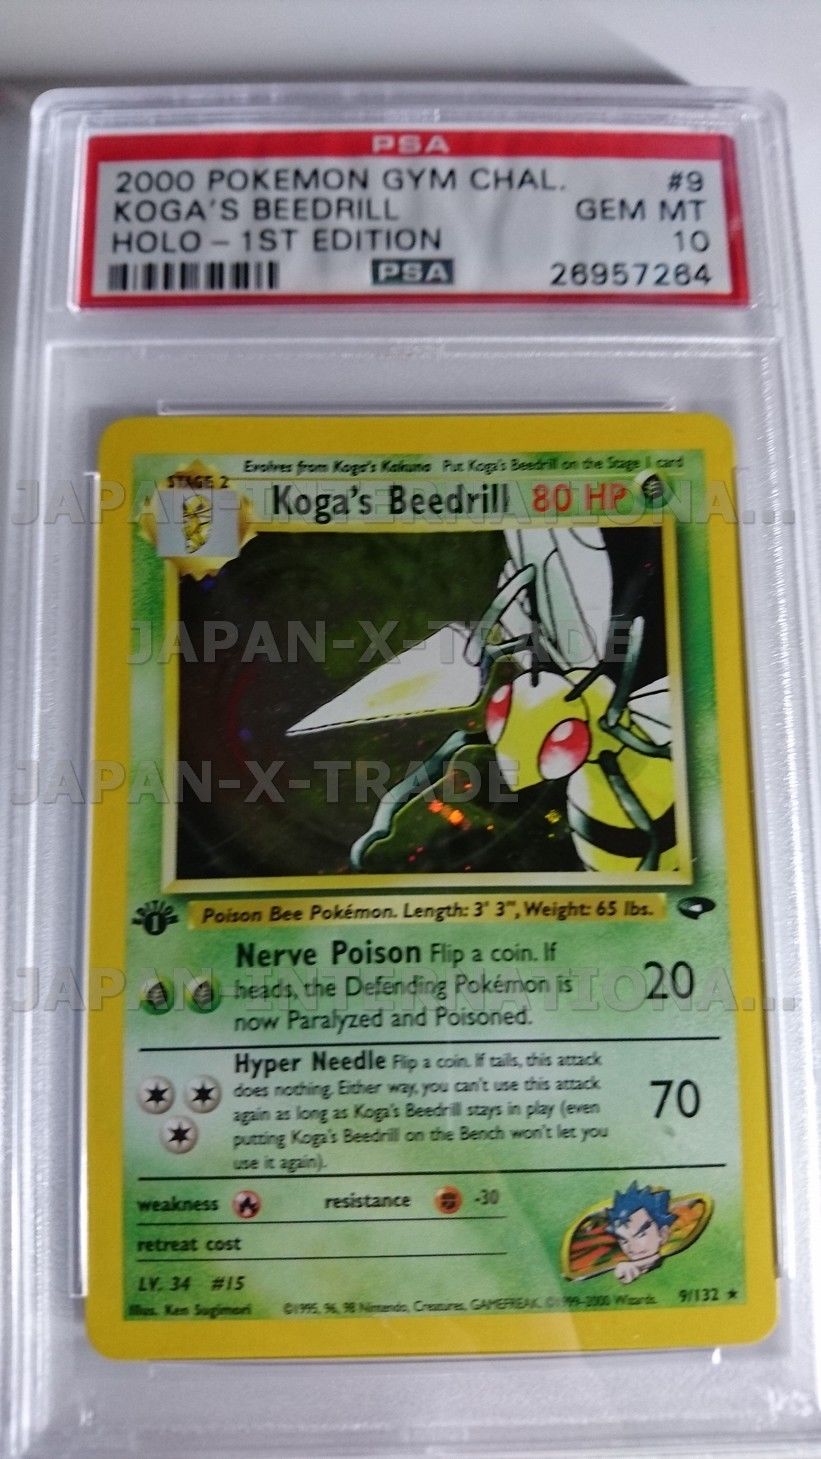 PSA
2000 POKEMON GYM CHAL. #9
KOGA'S BEEDRILL GEM MT
HOLO - 1ST EDITION 10
PSA 26957264
Evolves from Koga's Kakuna Put Koga's Beedrill on the Stage 1 card
STAGE 2
Koga's Beedrill 80 HP
JAPAN-INTERNATIONA...
JAPAN-X-TRADE
JAPAN-X-TRADE
EDITION
1
Poison Bee Pokémon. Length: 3' 3", Weight: 65 lbs.
Nerve Poison Flip a coin. If
heads, the Defending Pokémon is
now Paralyzed and Poisoned.
20
JAPAN-INTERNATIONA...
Hyper Needle Flip a coin. If tails, this attack
does nothing. Either way, you can't use this attack
again as long as Koga's Beedrill stays in play (even
putting Koga's Beedrill on the Bench won't let you
use it again).
70
weakness resistance -30
retreat cost
LV. 34 #15
Illus. Ken Sugimori ©1995, 96, 98 Nintendo, Creatures, GAMEFREAK. ©1999-2000 Wizards. 9/132 ★